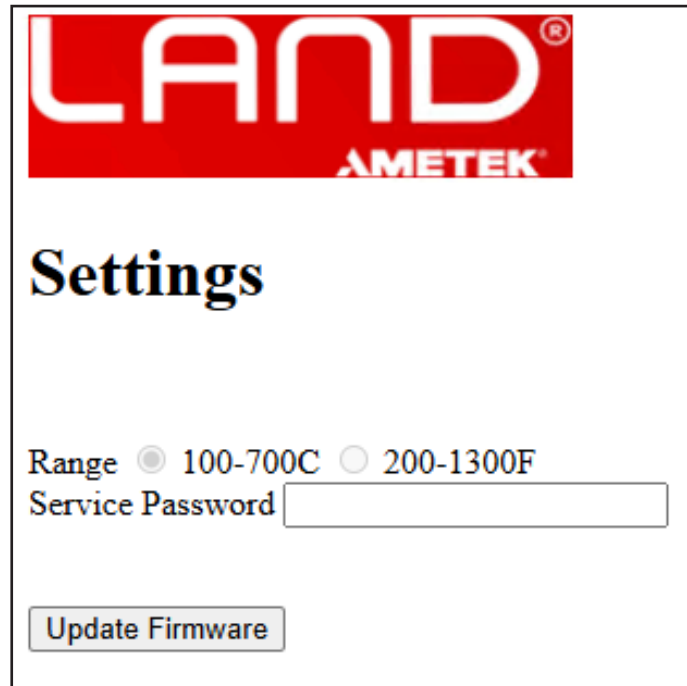 LAND®
AMETEK®
Settings
Range 100-700C 200-1300F
Service Password
Update Firmware